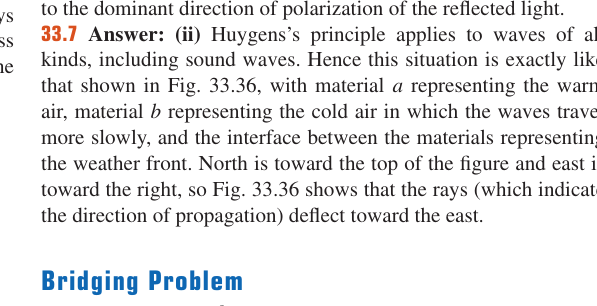 ys
ss
ne
to the dominant direction of polarization of the reflected light.
33.7 Answer: (ii) Huygens's principle applies to waves of al
kinds, including sound waves. Hence this situation is exactly lik
that shown in Fig. 33.36, with material a representing the warm
air, material b representing the cold air in which the waves trave
more slowly, and the interface between the materials representing
the weather front. North is toward the top of the figure and east i
toward the right, so Fig. 33.36 shows that the rays (which indicate
the direction of propagation) deflect toward the east.
Bridging Problem